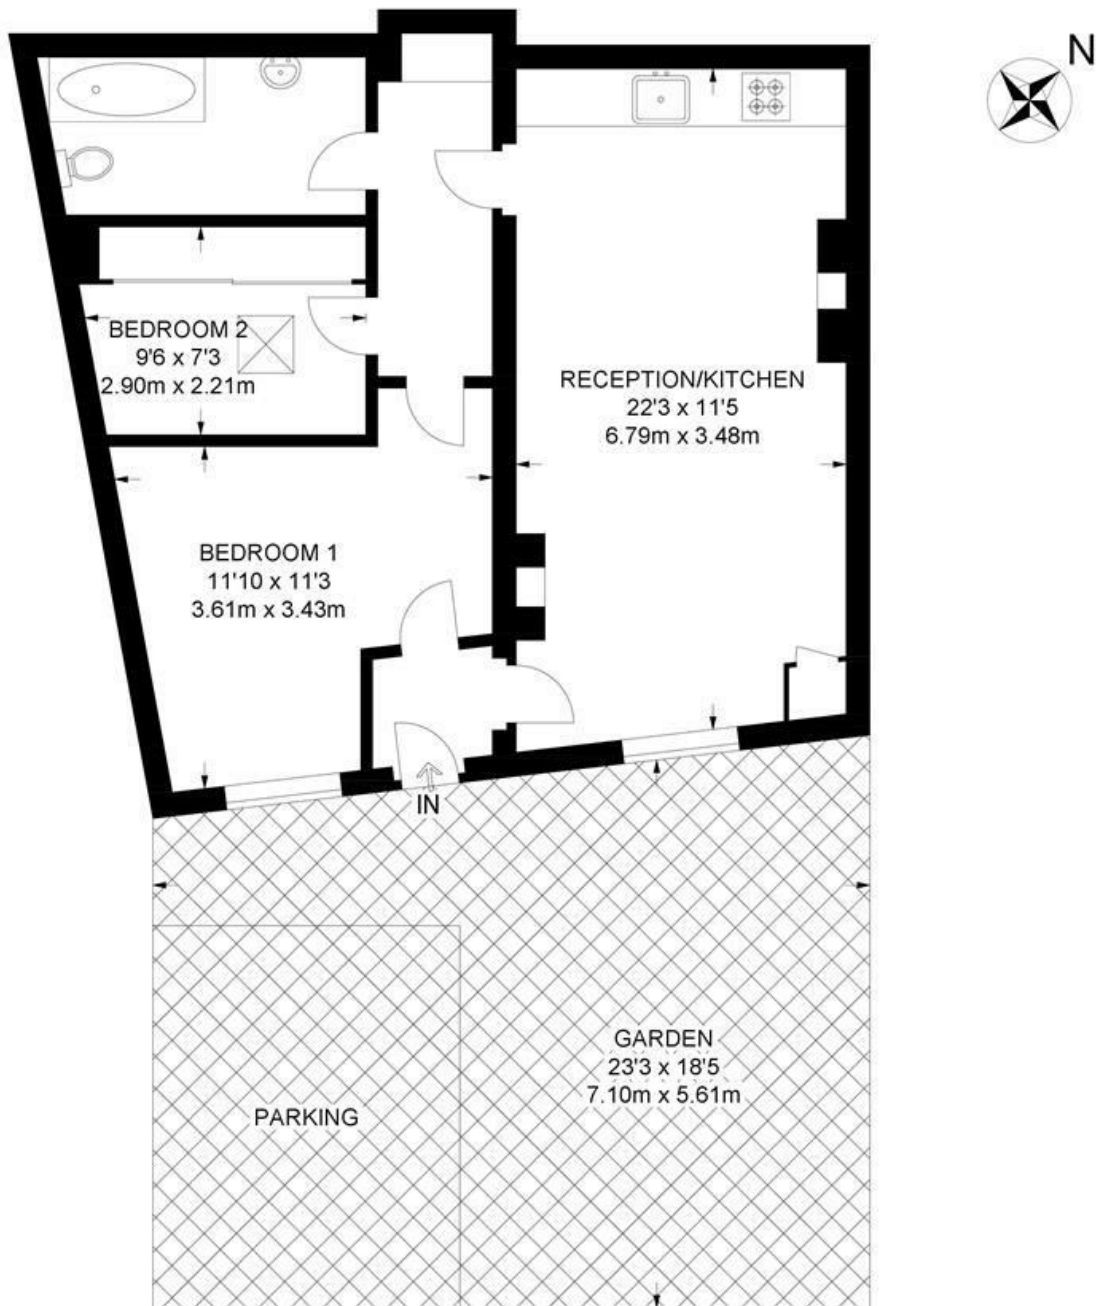 N
BEDROOM 2
9'6 x 7'3
2.90m x 2.21m
RECEPTION/KITCHEN
22'3 x 11'5
6.79m x 3.48m
BEDROOM 1
11'10 x 11'3
3.61m x 3.43m
IN
GARDEN
23'3 x 18'5
7.10m x 5.61m
PARKING